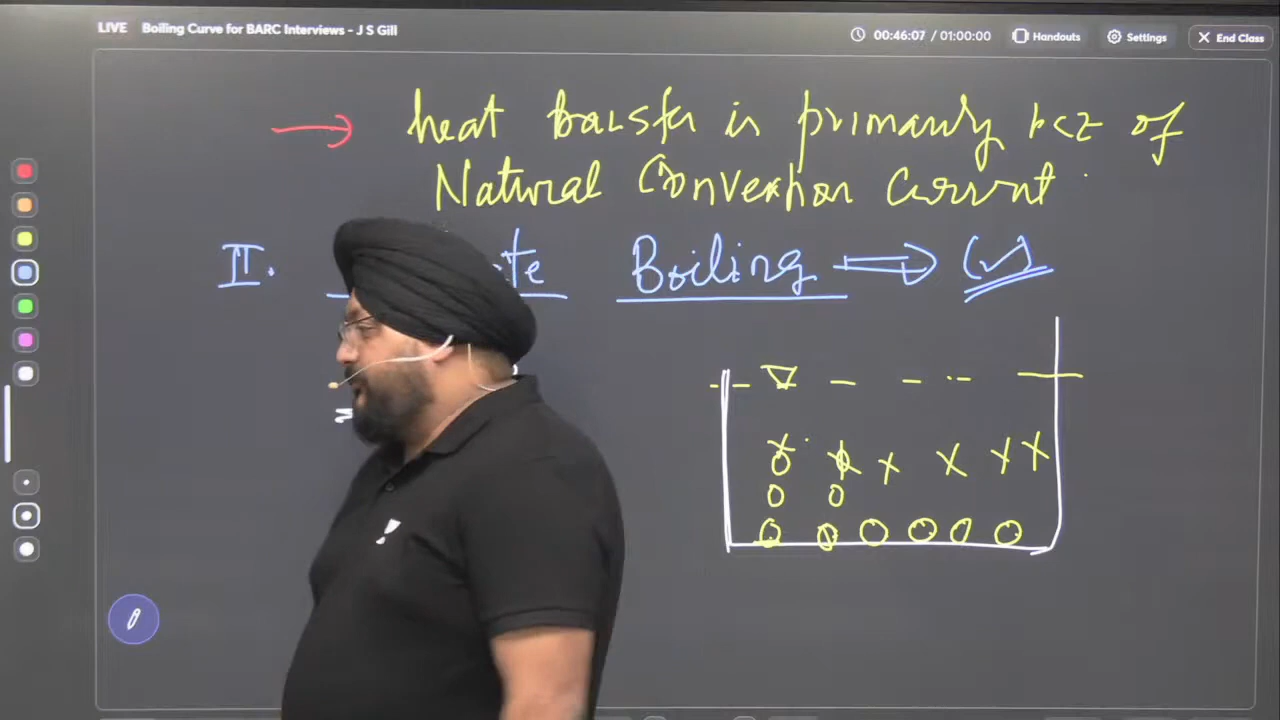 LIVE Boiling Curve for BARC Interviews - J S Gill 00:46:07 / 01:00:00 Handouts Settings End Class
→ heat transfer is primarily bcz of
Natural Convection Current
II. te Boiling ⇒ (✓)